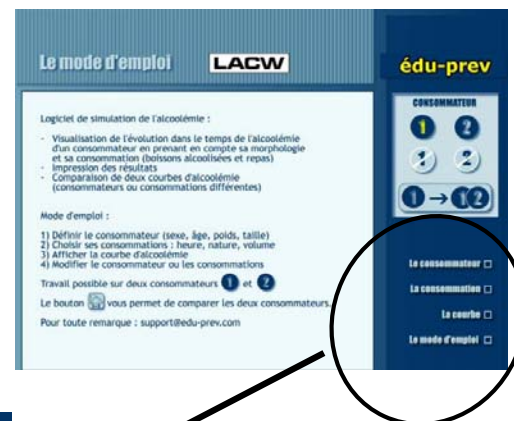 Le mode d'emploi
LACW
Logiciel de simulation de l'alcoolémie :
- Visualisation de l'évolution dans le temps de l'alcoolémie
d'un consommateur en prenant en compte sa morphologie
et sa consommation (boissons alcoolisées et repas)
- Impression des résultats
- Comparaison de deux courbes d'alcoolémie
(consommateurs ou consommations différentes)
Mode d'emploi :
1) Définir le consommateur (sexe, âge, poids, taille)
2) Choisir ses consommations : heure, nature, volume
3) Afficher la courbe d'alcoolémie
4) Modifier le consommateur ou les consommations
Travail possible sur deux consommateurs 1 et 2
Le bouton vous permet de comparer les deux consommateurs.
Pour toute remarque : support@edu-prev.com
édu-prev
CONSOMMATEUR
1 2
1 2
1 → 1 2
Le consommateur
La consommation
La courbe
Le mode d'emploi